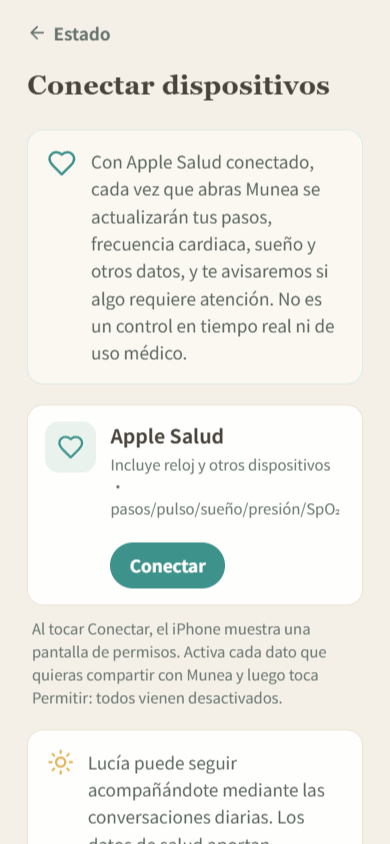 ← Estado
Conectar dispositivos
Con Apple Salud conectado,
cada vez que abras Munea se
actualizarán tus pasos,
frecuencia cardiaca, sueño y
otros datos, y te avisaremos si
algo requiere atención. No es
un control en tiempo real ni de
uso médico.
Apple Salud
Incluye reloj y otros dispositivos
·
pasos/pulso/sueño/presión/SpO₂
Conectar
Al tocar Conectar, el iPhone muestra una
pantalla de permisos. Activa cada dato que
quieras compartir con Munea y luego toca
Permitir: todos vienen desactivados.
Lucía puede seguir
acompañándote mediante las
conversaciones diarias. Los
datos de salud aportan